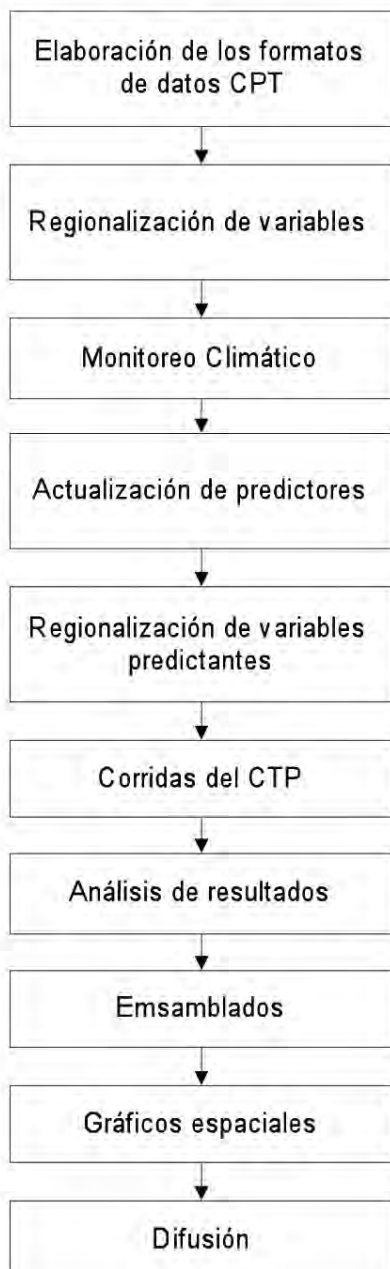 Elaboración de los formatos
de datos CPT
Regionalización de variables
Monitoreo Climático
Actualización de predictores
Regionalización de variables
predictantes
Corridas del CTP
Análisis de resultados
Emsamblados
Gráficos espaciales
Difusión